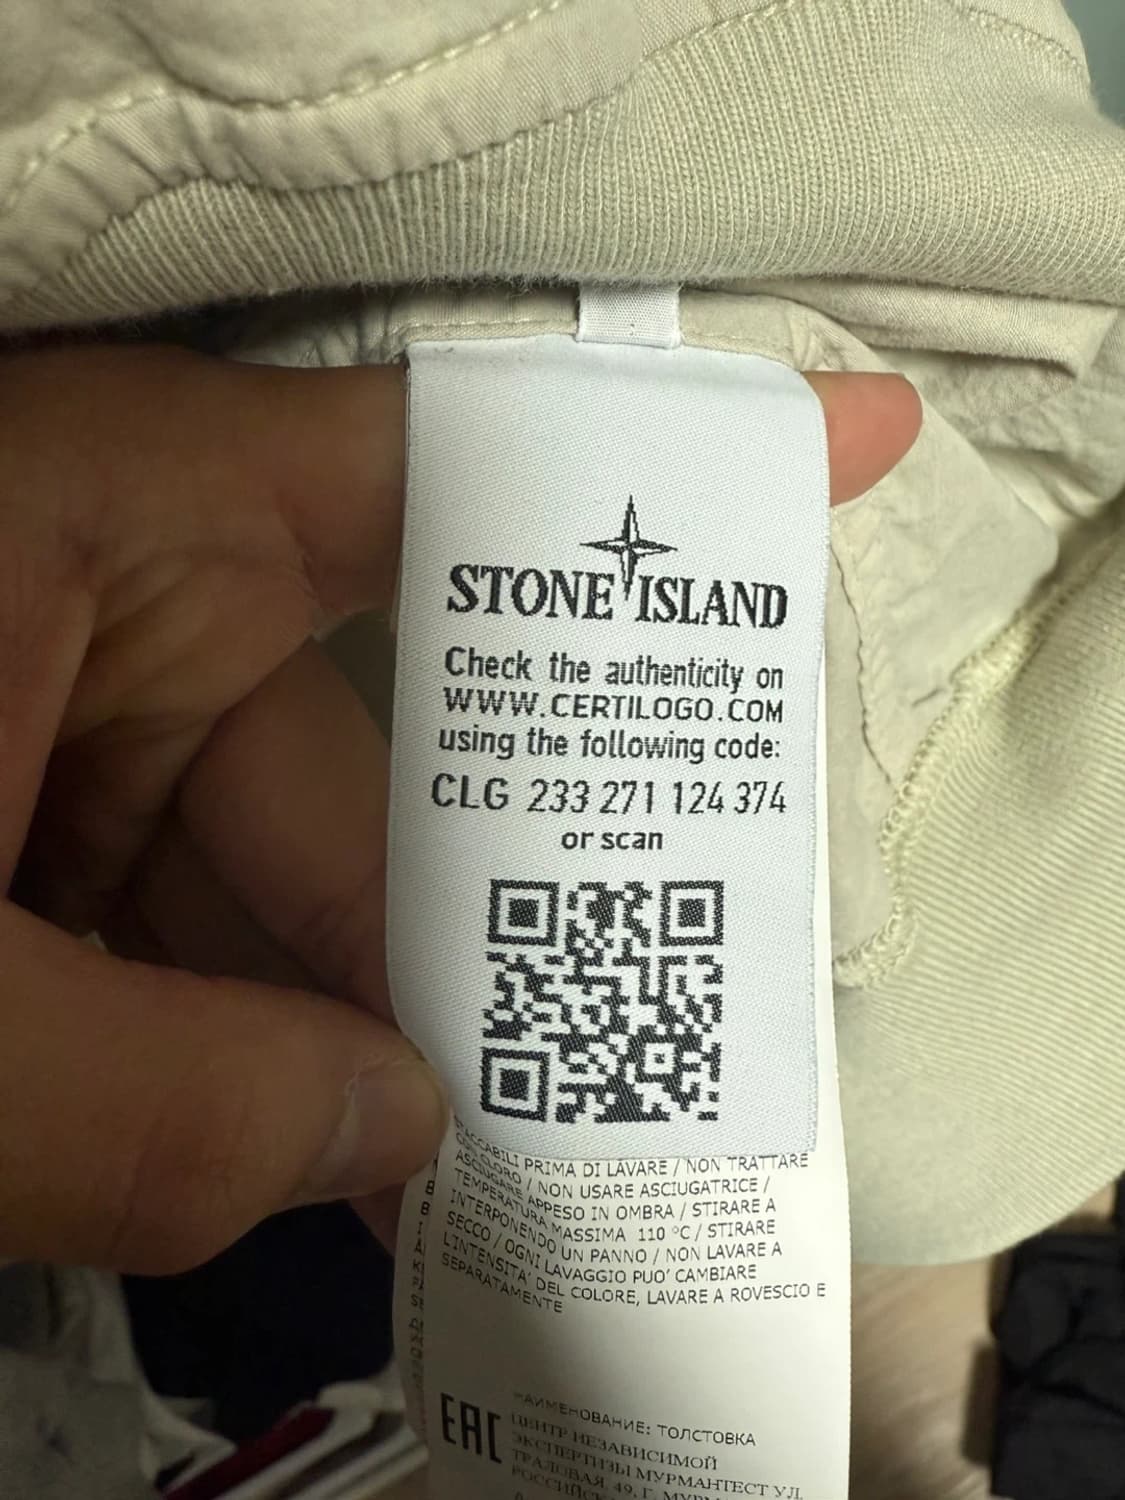 STONE ISLAND
Check the authenticity on
WWW.CERTILOGO.COM
using the following code:
CLG 233 271 124 374
or scan
STACCABILI PRIMA DI LAVARE / NON TRATTARE
CON CLORO / NON USARE ASCIUGATRICE /
ASCIUGARE APPESO IN OMBRA / STIRARE A
TEMPERATURA MASSIMA 110 °C / STIRARE
INTERPONENDO UN PANNO / NON LAVARE A
SECCO / OGNI LAVAGGIO PUO' CAMBIARE
L'INTENSITA' DEL COLORE, LAVARE A ROVESCIO E
SEPARATAMENTE
EAC
НАИМЕНОВАНИЕ: ТОЛСТОВКА
ЦЕНТР НЕЗАВИСИМОЙ
ЭКСПЕРТИЗЫ МУРМАНТЕСТ УЛ.
ТРАЛОВАЯ, 49, Г.